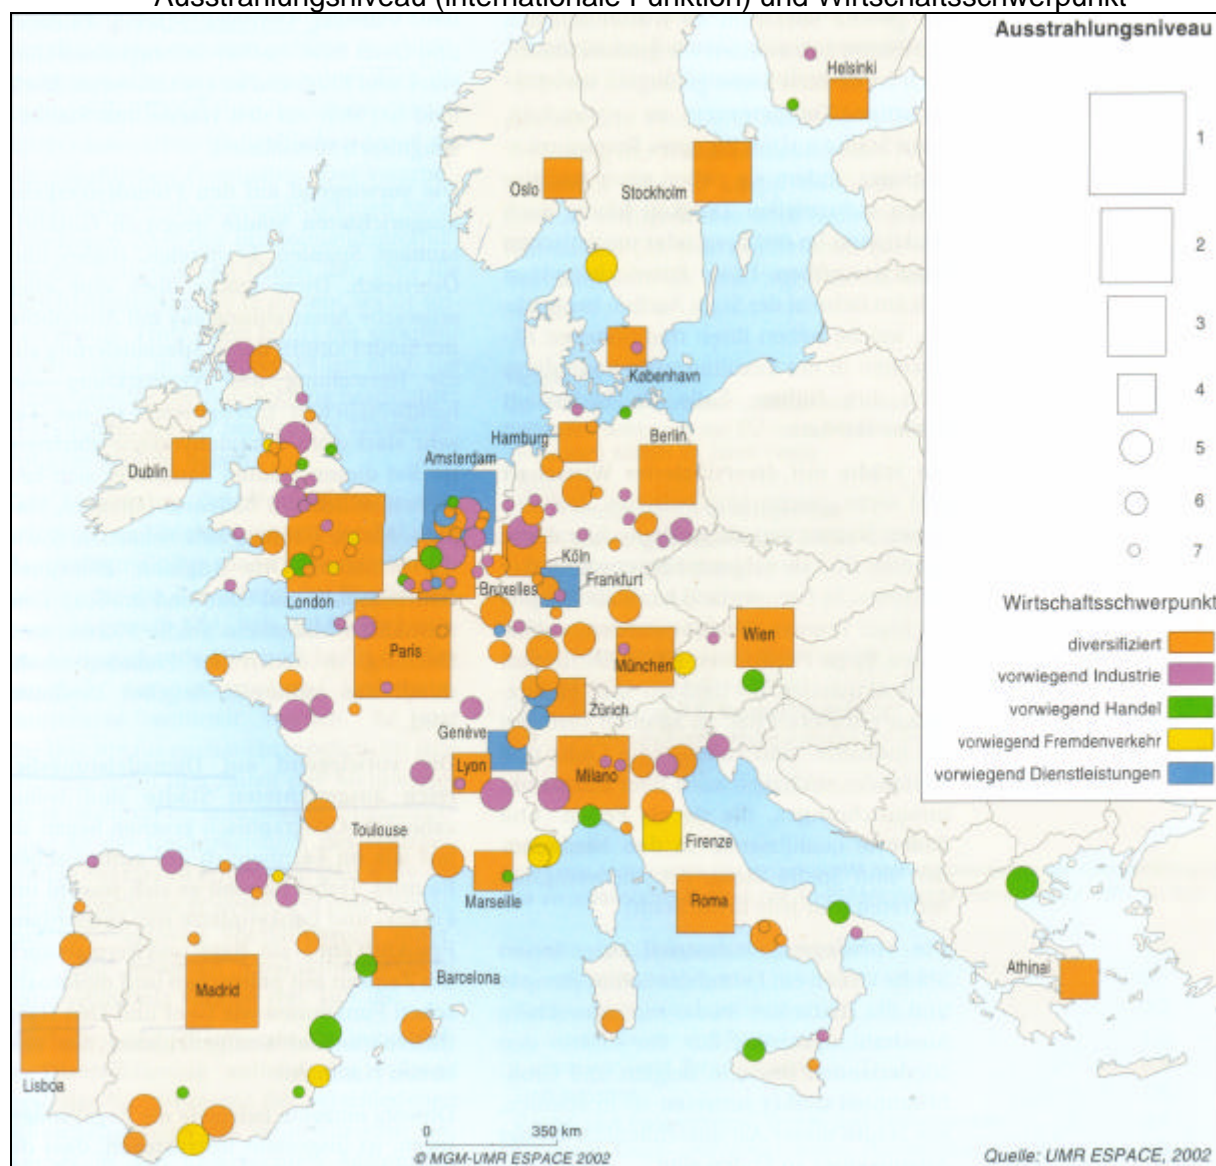 Ausstrahlungsniveau (internationale Funktion) und Wirtschaftsschwerpunkt
Ausstrahlungsniveau
1
2
3
4
5
6
7
Wirtschaftsschwerpunkt
diversifiziert
vorwiegend Industrie
vorwiegend Handel
vorwiegend Fremdenverkehr
vorwiegend Dienstleistungen
Helsinki
Oslo
Stockholm
København
Hamburg
Berlin
Dublin
Amsterdam
Köln
London
Bruxelles
Frankfurt
Paris
München
Wien
Zürich
Genève
Lyon
Milano
Toulouse
Firenze
Marseille
Roma
Madrid
Barcelona
Athinai
Lisboa
0 350 km
© MGM-UMR ESPACE 2002
Quelle: UMR ESPACE, 2002